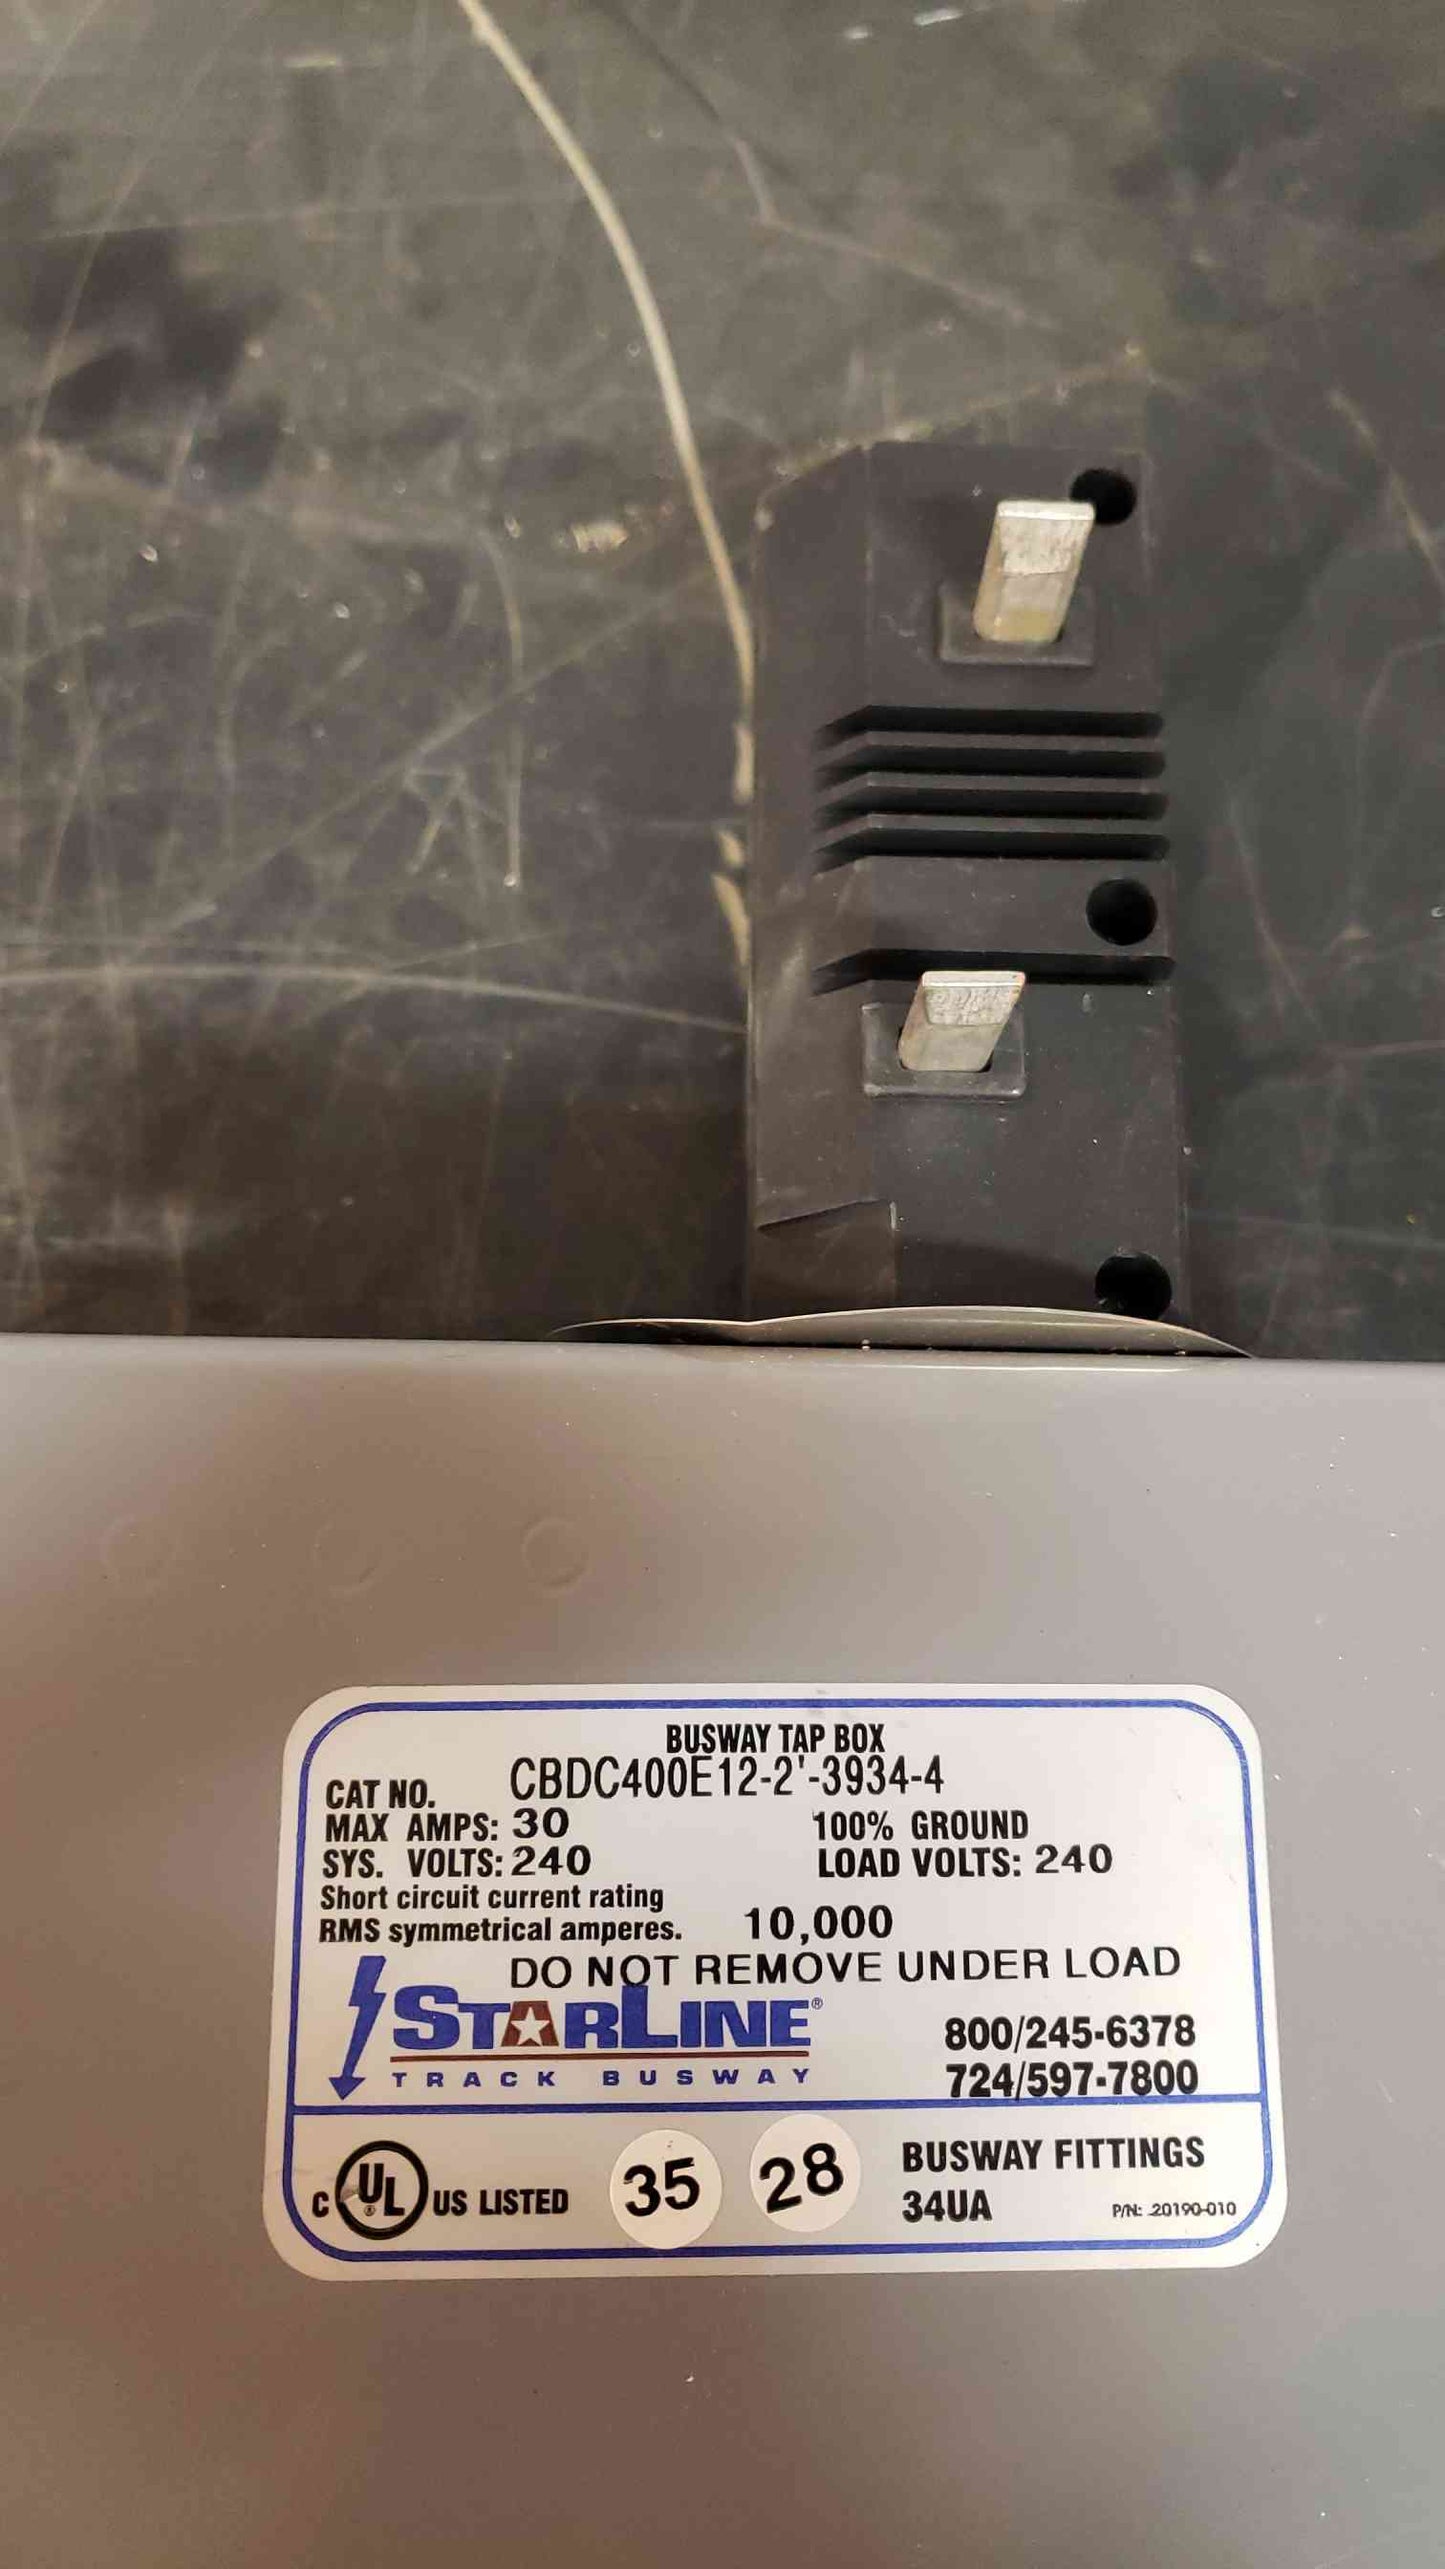 BUSWAY TAP BOX
CAT NO. CBDC400E12-2'-3934-4
MAX AMPS: 30 100% GROUND
SYS. VOLTS: 240 LOAD VOLTS: 240
Short circuit current rating
RMS symmetrical amperes. 10,000
DO NOT REMOVE UNDER LOAD
STARLINE®
TRACK BUSWAY
800/245-6378
724/597-7800
C UL® US LISTED
35
28
BUSWAY FITTINGS
34UA
P/N: 20190-010